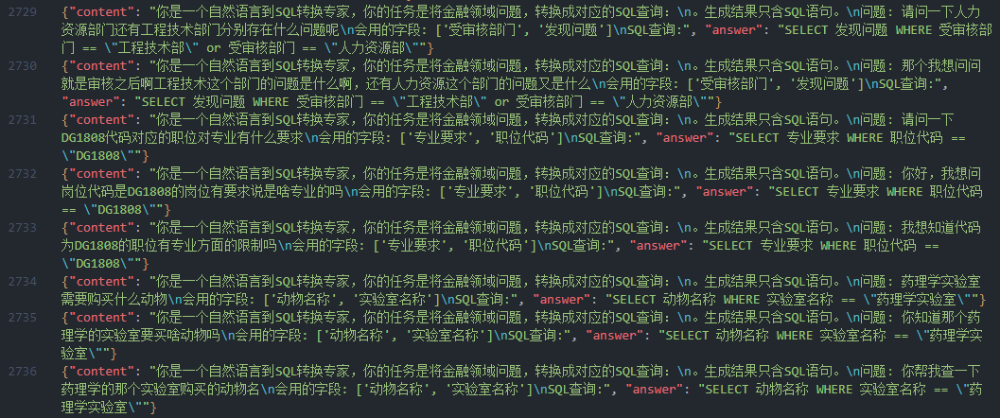 2729 {"content": "你是一个自然语言到SQL转换专家，你的任务是将金融领域问题，转换成对应的SQL查询：\n。生成结果只含SQL语句。\n问题: 请问一下人力
资源部门还有工程技术部门分别存在什么问题呢\n会用的字段: ['受审核部门', '发现问题']\nSQL查询:", "answer": "SELECT 发现问题 WHERE 受审核部
门 == \"工程技术部\" or 受审核部门 == \"人力资源部\""}
2730 {"content": "你是一个自然语言到SQL转换专家，你的任务是将金融领域问题，转换成对应的SQL查询：\n。生成结果只含SQL语句。\n问题: 那个我想问问
就是审核之后啊工程技术这个部门的问题是什么啊，还有人力资源这个部门的问题又是什么\n会用的字段: ['受审核部门', '发现问题']\nSQL查询:",
"answer": "SELECT 发现问题 WHERE 受审核部门 == \"工程技术部\" or 受审核部门 == \"人力资源部\""}
2731 {"content": "你是一个自然语言到SQL转换专家，你的任务是将金融领域问题，转换成对应的SQL查询：\n。生成结果只含SQL语句。\n问题: 请问一下
DG1808代码对应的职位对专业有什么要求\n会用的字段: ['专业要求', '职位代码']\nSQL查询:", "answer": "SELECT 专业要求 WHERE 职位代码 ==
\"DG1808\""}
2732 {"content": "你是一个自然语言到SQL转换专家，你的任务是将金融领域问题，转换成对应的SQL查询：\n。生成结果只含SQL语句。\n问题: 你好，我想问
岗位代码是DG1808的岗位有要求说是啥专业的吗\n会用的字段: ['专业要求', '职位代码']\nSQL查询:", "answer": "SELECT 专业要求 WHERE 职位代码
== \"DG1808\""}
2733 {"content": "你是一个自然语言到SQL转换专家，你的任务是将金融领域问题，转换成对应的SQL查询：\n。生成结果只含SQL语句。\n问题: 我想知道代码
为DG1808的职位有专业方面的限制吗\n会用的字段: ['专业要求', '职位代码']\nSQL查询:", "answer": "SELECT 专业要求 WHERE 职位代码 ==
\"DG1808\""}
2734 {"content": "你是一个自然语言到SQL转换专家，你的任务是将金融领域问题，转换成对应的SQL查询：\n。生成结果只含SQL语句。\n问题: 药理学实验室
需要购买什么动物\n会用的字段: ['动物名称', '实验室名称']\nSQL查询:", "answer": "SELECT 动物名称 WHERE 实验室名称 == \"药理学实验室\""}
2735 {"content": "你是一个自然语言到SQL转换专家，你的任务是将金融领域问题，转换成对应的SQL查询：\n。生成结果只含SQL语句。\n问题: 你知道那个药
理学的实验室要买啥动物吗\n会用的字段: ['动物名称', '实验室名称']\nSQL查询:", "answer": "SELECT 动物名称 WHERE 实验室名称 == \"药理学实验
室\""}
2736 {"content": "你是一个自然语言到SQL转换专家，你的任务是将金融领域问题，转换成对应的SQL查询：\n。生成结果只含SQL语句。\n问题: 你帮我查一下
药理学的那个实验室购买的动物名\n会用的字段: ['动物名称', '实验室名称']\nSQL查询:", "answer": "SELECT 动物名称 WHERE 实验室名称 == \"药
理学实验室\""}